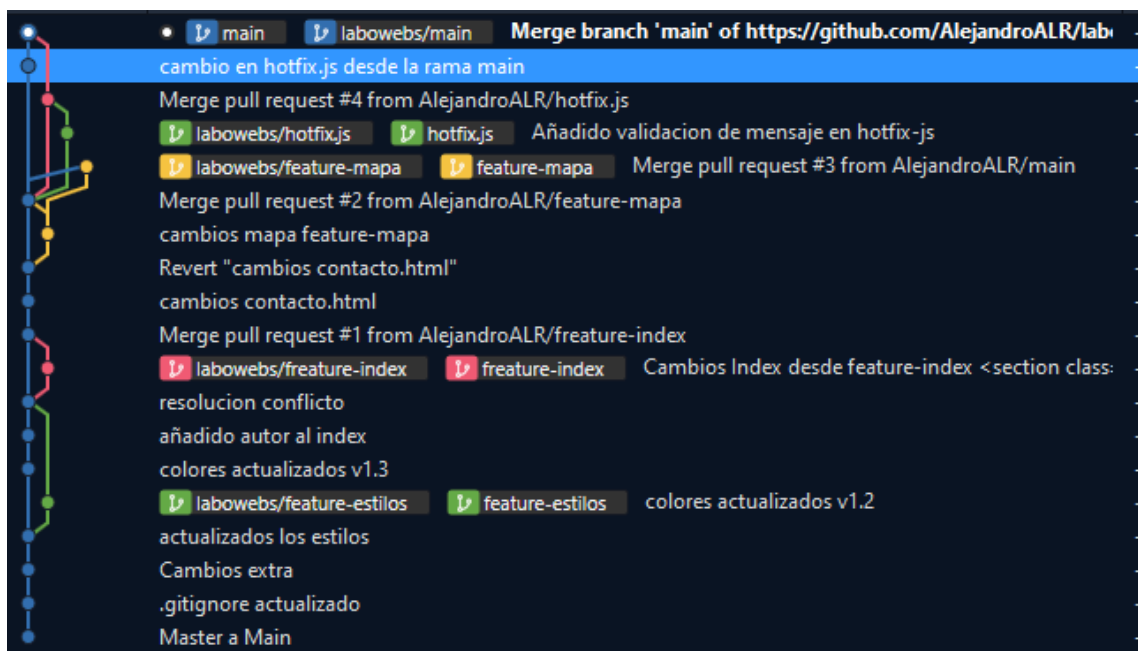 main labowebs/main Merge branch 'main' of https://github.com/AlejandroALR/lab
cambio en hotfix.js desde la rama main
Merge pull request #4 from AlejandroALR/hotfix.js
labowebs/hotfix.js hotfix.js Añadido validacion de mensaje en hotfix-js
labowebs/feature-mapa feature-mapa Merge pull request #3 from AlejandroALR/main
Merge pull request #2 from AlejandroALR/feature-mapa
cambios mapa feature-mapa
Revert "cambios contacto.html"
cambios contacto.html
Merge pull request #1 from AlejandroALR/freature-index
labowebs/freature-index freature-index Cambios Index desde feature-index <section class
resolucion conflicto
añadido autor al index
colores actualizados v1.3
labowebs/feature-estilos feature-estilos colores actualizados v1.2
actualizados los estilos
Cambios extra
.gitignore actualizado
Master a Main